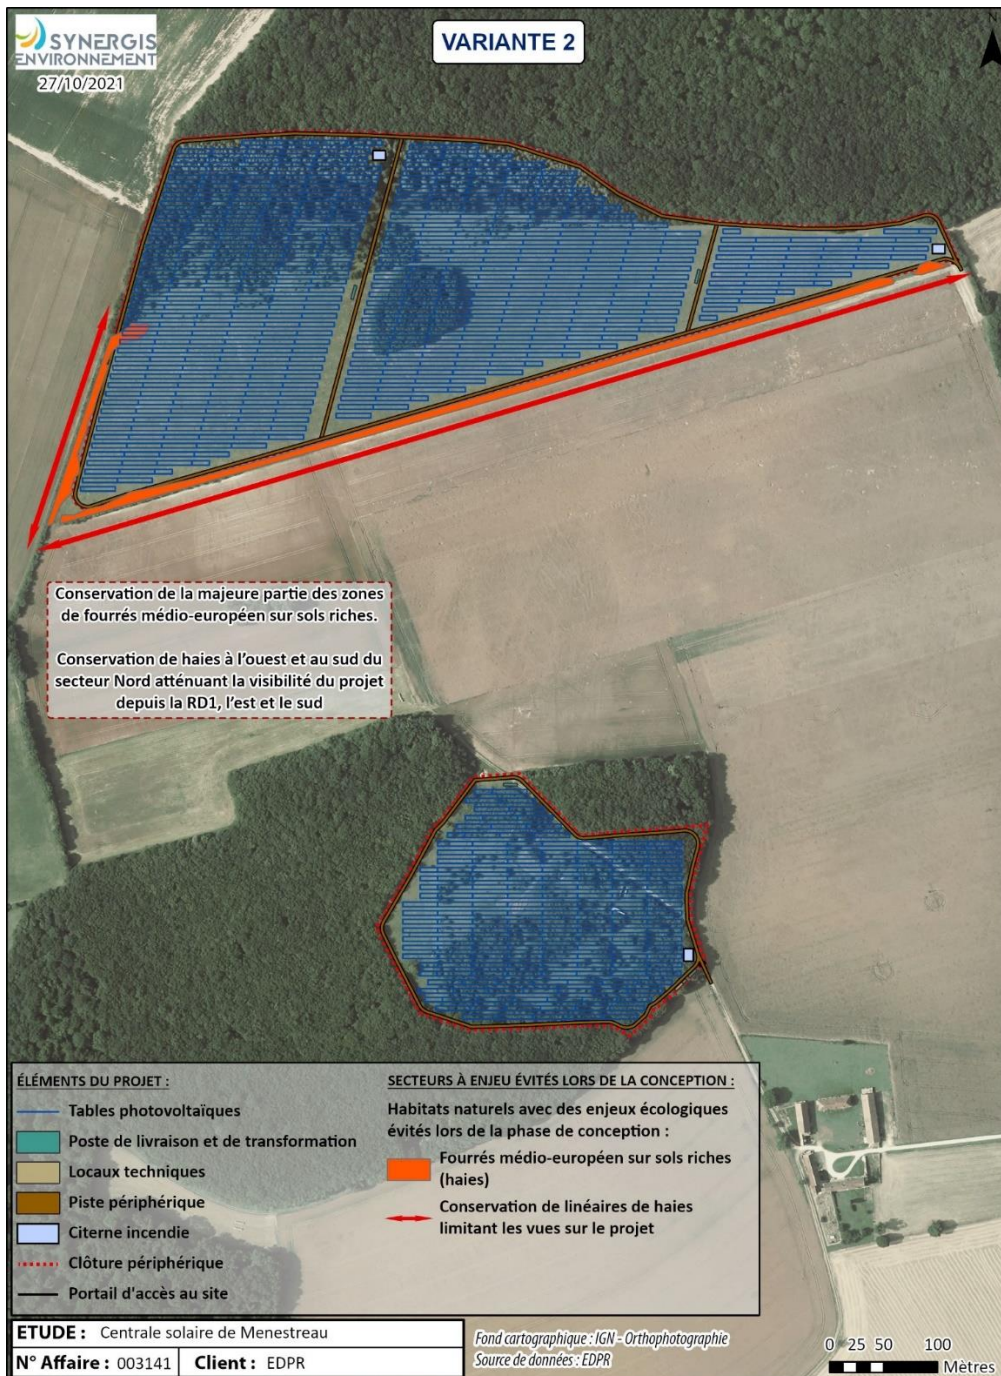 SYNERGIS
ENVIRONNEMENT
27/10/2021
VARIANTE 2
Conservation de la majeure partie des zones
de fourrés médio-européen sur sols riches.
Conservation de haies à l'ouest et au sud du
secteur Nord atténuant la visibilité du projet
depuis la RD1, l'est et le sud
ÉLÉMENTS DU PROJET :
Tables photovoltaïques
Poste de livraison et de transformation
Locaux techniques
Piste périphérique
Citerne incendie
Clôture périphérique
Portail d'accès au site
SECTEURS À ENJEU ÉVITÉS LORS DE LA CONCEPTION :
Habitats naturels avec des enjeux écologiques
évités lors de la phase de conception :
Fourrés médio-européen sur sols riches
(haies)
Conservation de linéaires de haies
limitant les vues sur le projet
ETUDE : Centrale solaire de Menestreau
N° Affaire : 003141 Client : EDPR
Fond cartographique : IGN - Orthophotographie
Source de données : EDPR
0 25 50 100
Mètres